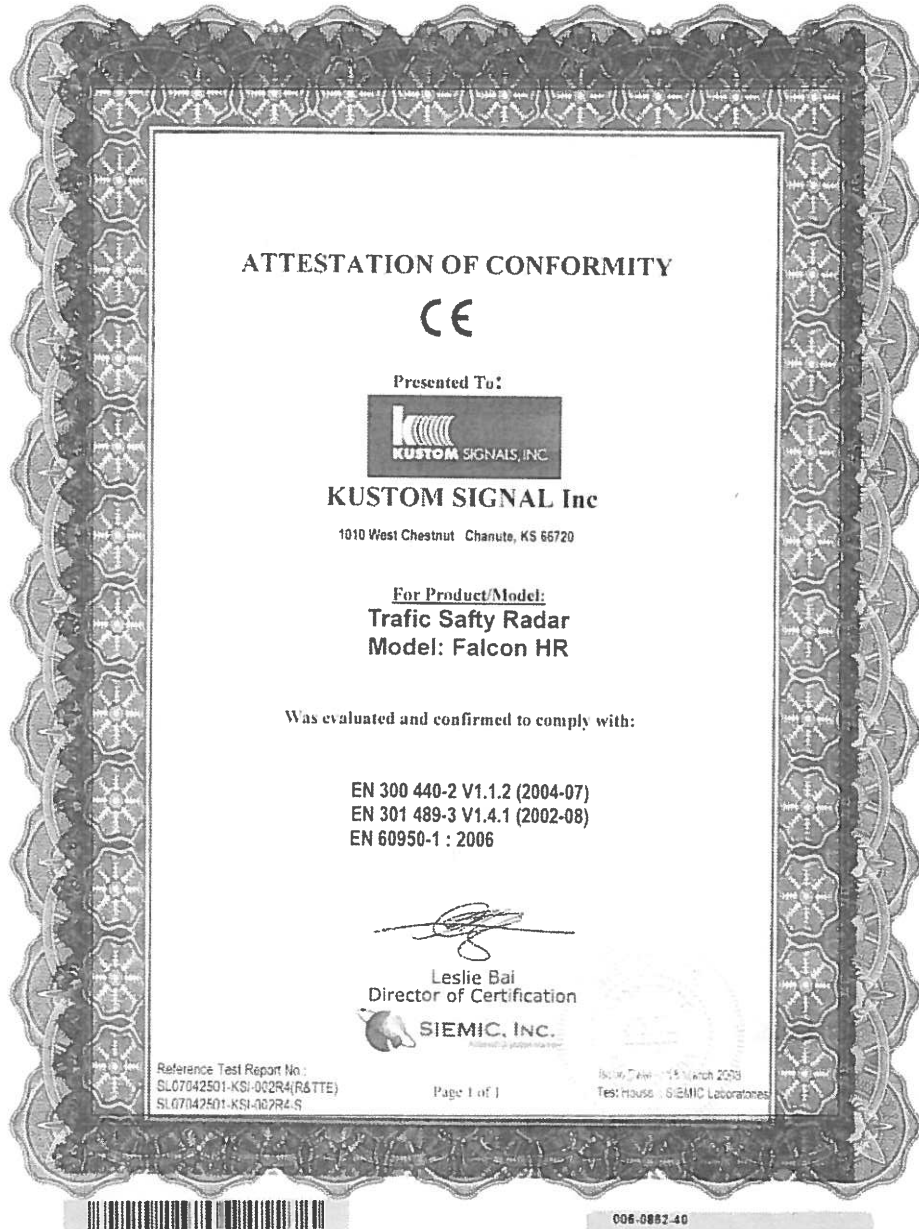 ATTESTATION OF CONFORMITY
CE
Presented To:
KUSTOM SIGNALS, INC.
KUSTOM SIGNAL Inc
1010 West Chestnut Chanute, KS 66720
For Product/Model:
Trafic Safty Radar
Model: Falcon HR
Was evaluated and confirmed to comply with:
EN 300 440-2 V1.1.2 (2004-07)
EN 301 489-3 V1.4.1 (2002-08)
EN 60950-1 : 2006
Leslie Bai
Director of Certification
SIEMIC, INC.
Reference Test Report No :
SL07042501-KSI-002R4(R&TTE)
SL07042501-KSI-002R4-S
Page 1 of 1
March 2008
Test House : SIEMIC Laboratories
006-0862-40